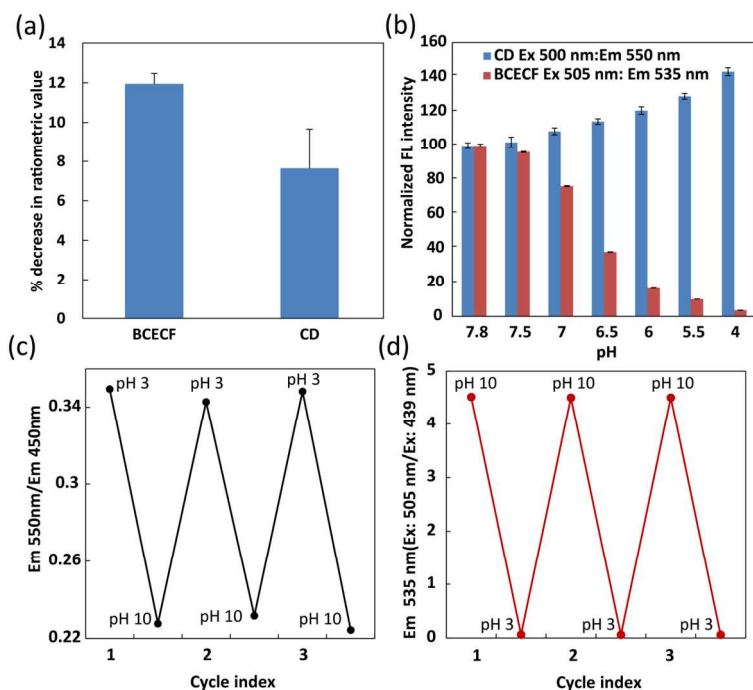 (a)
14
12
10
8
6
4
2
0
% decrease in ratiometric value
BCECF CD
(b)
160
140
120
100
80
60
40
20
0
Normalized FL intensity
CD Ex 500 nm:Em 550 nm
BCECF Ex 505 nm: Em 535 nm
7.8 7.5 7 6.5 6 5.5 4
pH
(c)
0.34
0.3
0.26
0.22
Em 550nm/Em 450nm
pH 3 pH 3 pH 3
pH 10 pH 10 pH 10
1 2 3
Cycle index
(d)
5
4
3
2
1
0
Em 535 nm(Ex: 505 nm/Ex: 439 nm)
pH 10 pH 10 pH 10
pH 3 pH 3 pH 3
1 2 3
Cycle index